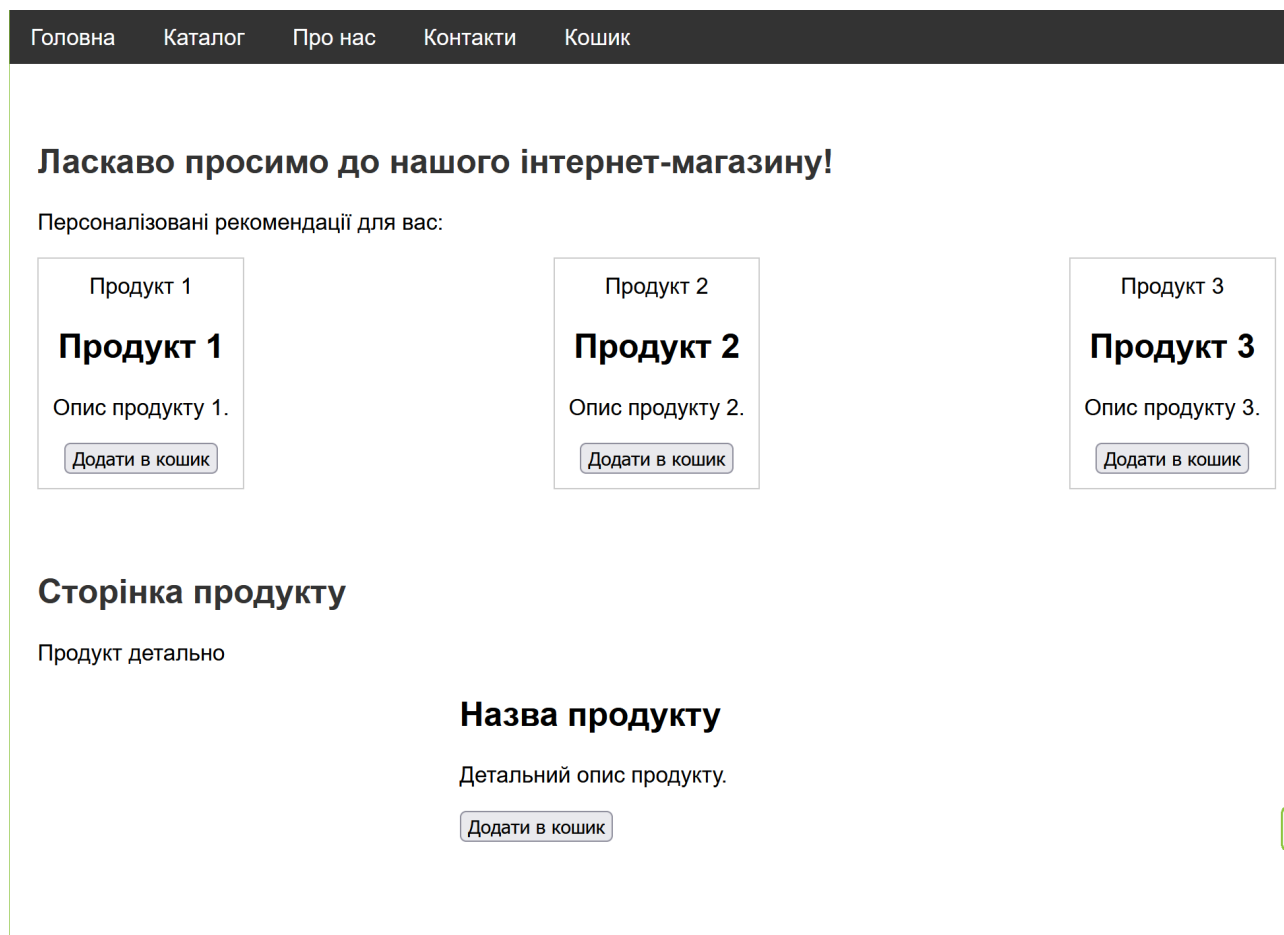 Головна Каталог Про нас Контакти Кошик
Ласкаво просимо до нашого інтернет-магазину!
Персоналізовані рекомендації для вас:
Продукт 1
Продукт 1
Опис продукту 1.
Додати в кошик
Продукт 2
Продукт 2
Опис продукту 2.
Додати в кошик
Продукт 3
Продукт 3
Опис продукту 3.
Додати в кошик
Сторінка продукту
Продукт детально
Назва продукту
Детальний опис продукту.
Додати в кошик